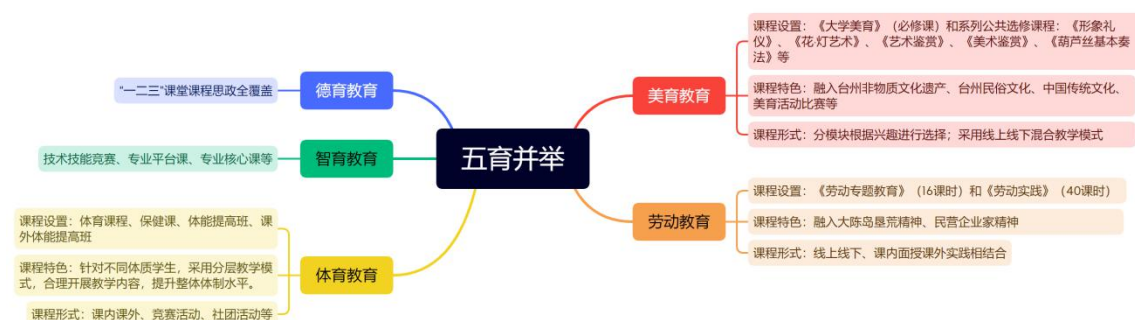 五育并举
德育教育
“一二三”课堂课程思政全覆盖
智育教育
技术技能竞赛、专业平台课、专业核心课等
体育教育
课程设置：体育课程、保健课、体能提高班、课
外体能提高班
课程特色：针对不同体质学生，采用分层教学模
式，合理开展教学内容，提升整体体制水平。
课程形式：课内课外、竞赛活动、社团活动等
美育教育
课程设置：《大学美育》（必修课）和系列公共选修课程：《形象礼
仪》、《花灯艺术》、《艺术鉴赏》、《美术鉴赏》、《葫芦丝基本奏
法》等
课程特色：融入台州非物质文化遗产、台州民俗文化、中国传统文化、
美育活动比赛等
课程形式：分模块根据兴趣进行选择；采用线上线下混合教学模式
劳动教育
课程设置：《劳动专题教育》（16课时）和《劳动实践》（40课时）
课程特色：融入大陈岛垦荒精神、民营企业家精神
课程形式：线上线下、课内面授课外实践相结合